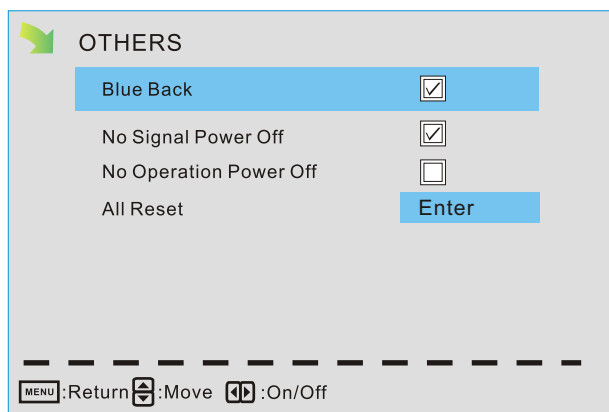 OTHERS
Blue Back
No Signal Power Off
No Operation Power Off
All Reset Enter
MENU :Return :Move :On/Off